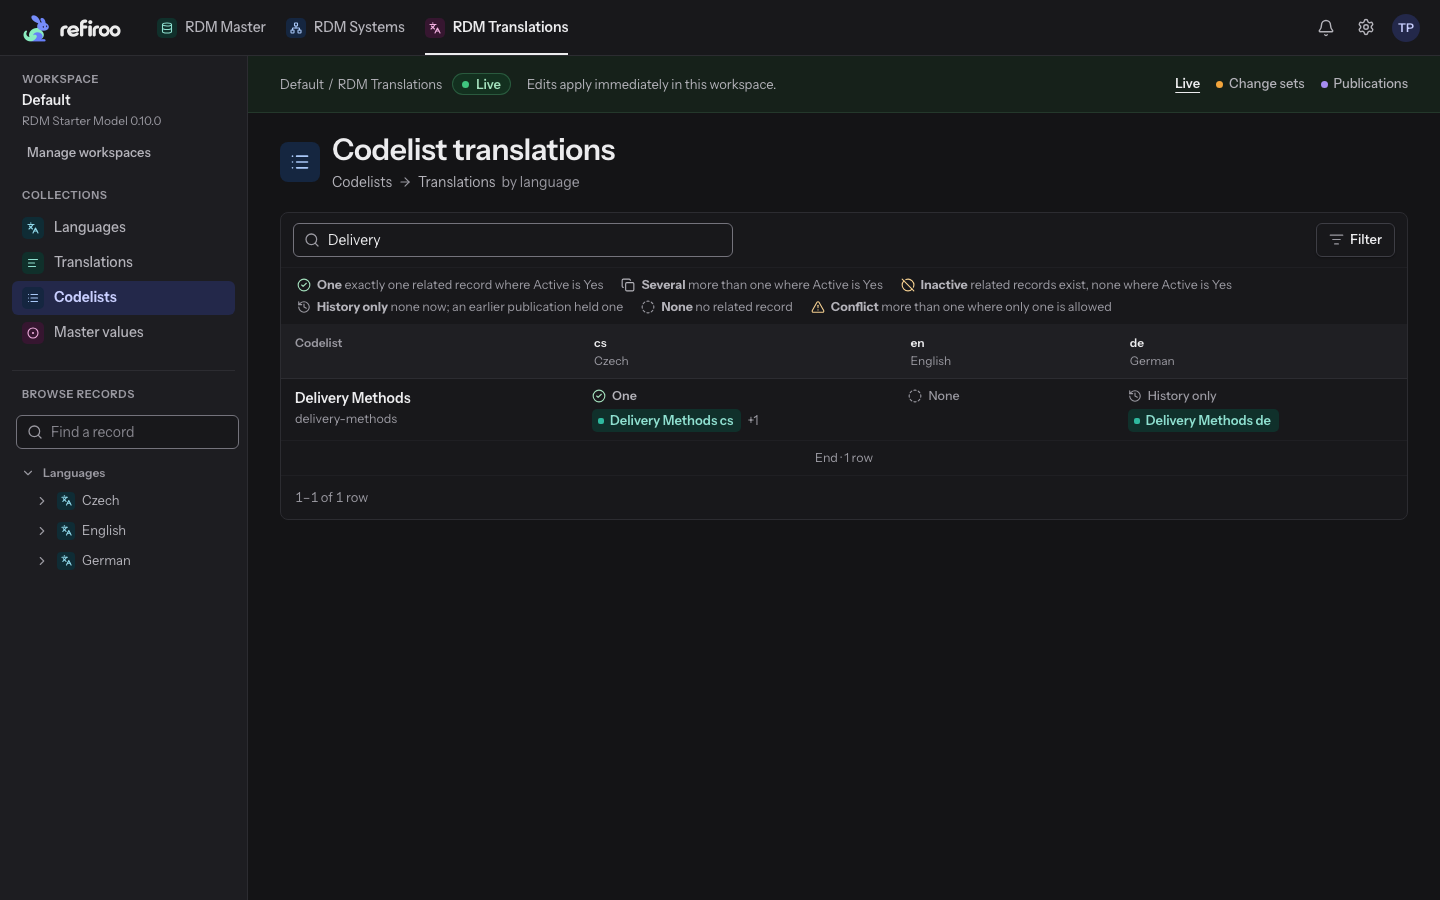 refiroo
RDM Master
RDM Systems
RDM Translations
TP
WORKSPACE
Default
RDM Starter Model 0.10.0
Manage workspaces
COLLECTIONS
Languages
Translations
Codelists
Master values
BROWSE RECORDS
Find a record
Languages
Czech
English
German
Default / RDM Translations
Live
Edits apply immediately in this workspace.
Live
Change sets
Publications
Codelist translations
Codelists → Translations by language
Delivery
Filter
One exactly one related record where Active is Yes
Several more than one where Active is Yes
Inactive related records exist, none where Active is Yes
History only none now; an earlier publication held one
None no related record
Conflict more than one where only one is allowed
Codelist
cs
Czech
en
English
de
German
Delivery Methods
delivery-methods
One
Delivery Methods cs +1
None
History only
Delivery Methods de
End · 1 row
1–1 of 1 row